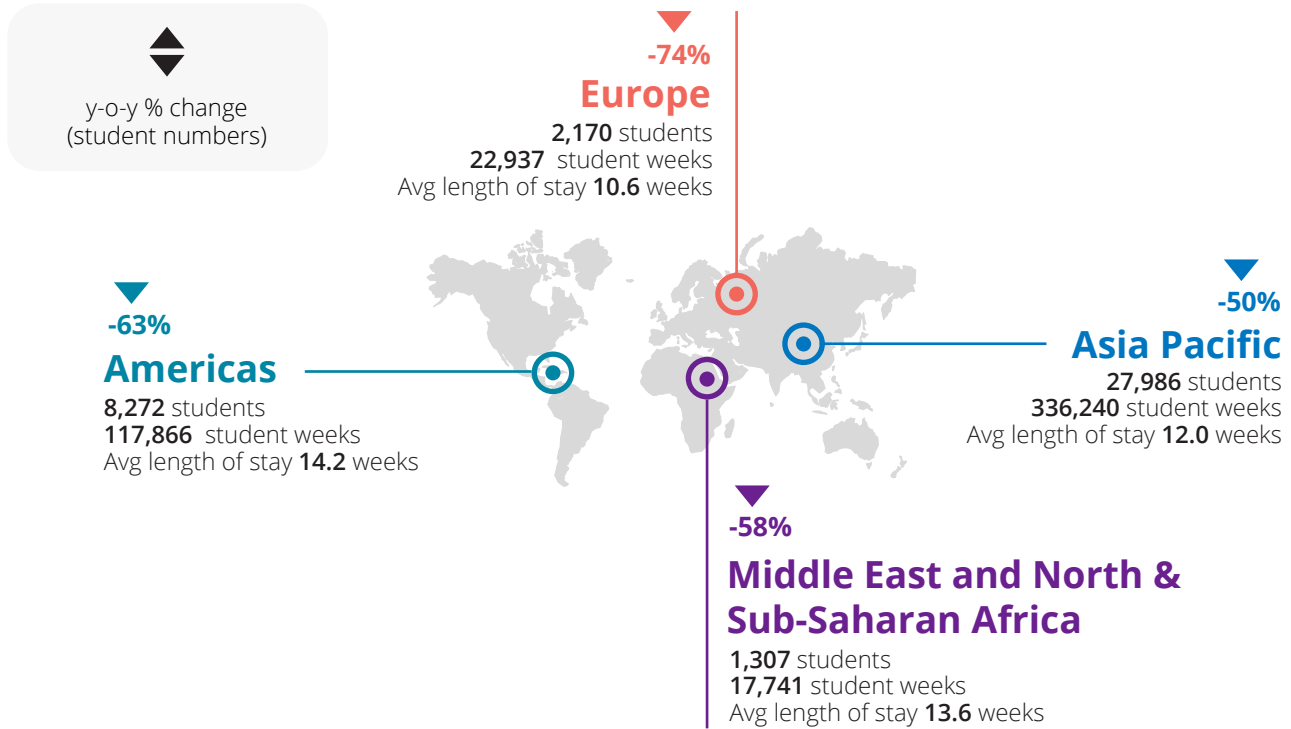 y-o-y % change
(student numbers)
-74%
Europe
2,170 students
22,937 student weeks
Avg length of stay 10.6 weeks
-63%
Americas
8,272 students
117,866 student weeks
Avg length of stay 14.2 weeks
-50%
Asia Pacific
27,986 students
336,240 student weeks
Avg length of stay 12.0 weeks
-58%
Middle East and North &
Sub-Saharan Africa
1,307 students
17,741 student weeks
Avg length of stay 13.6 weeks